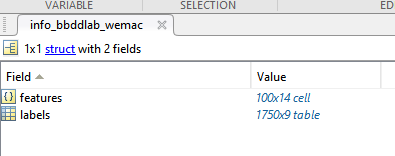 VARIABLE SELECTION ED
info_bbddlab_wemac
1x1 struct with 2 fields
Field Value
features 100x14 cell
labels 1750x9 table